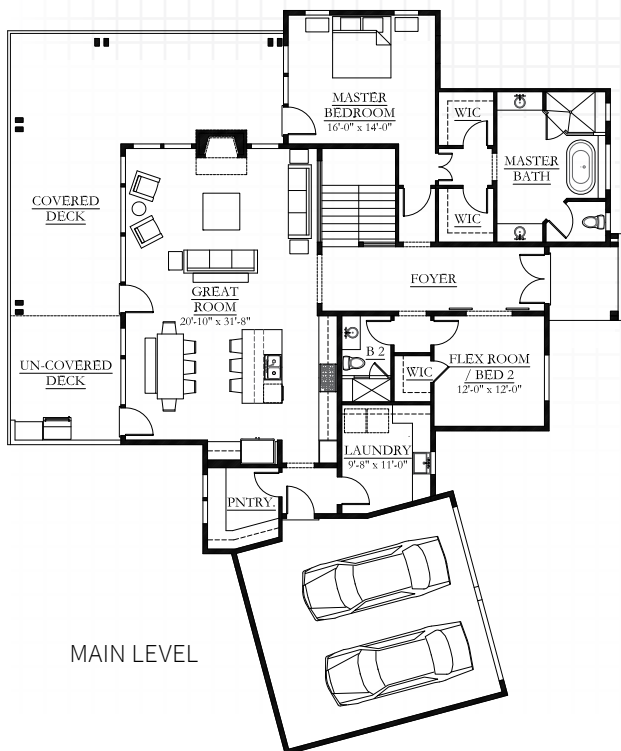 MASTER
BEDROOM
16'-0" x 14'-0"
WIC
MASTER
BATH
WIC
COVERED
DECK
FOYER
GREAT
ROOM
20'-10" x 31'-8"
UN-COVERED
DECK
B 2
WIC
FLEX ROOM
/ BED 2
12'-0" x 12'-0"
LAUNDRY
9'-8" x 11'-0"
PNTRY.
MAIN LEVEL